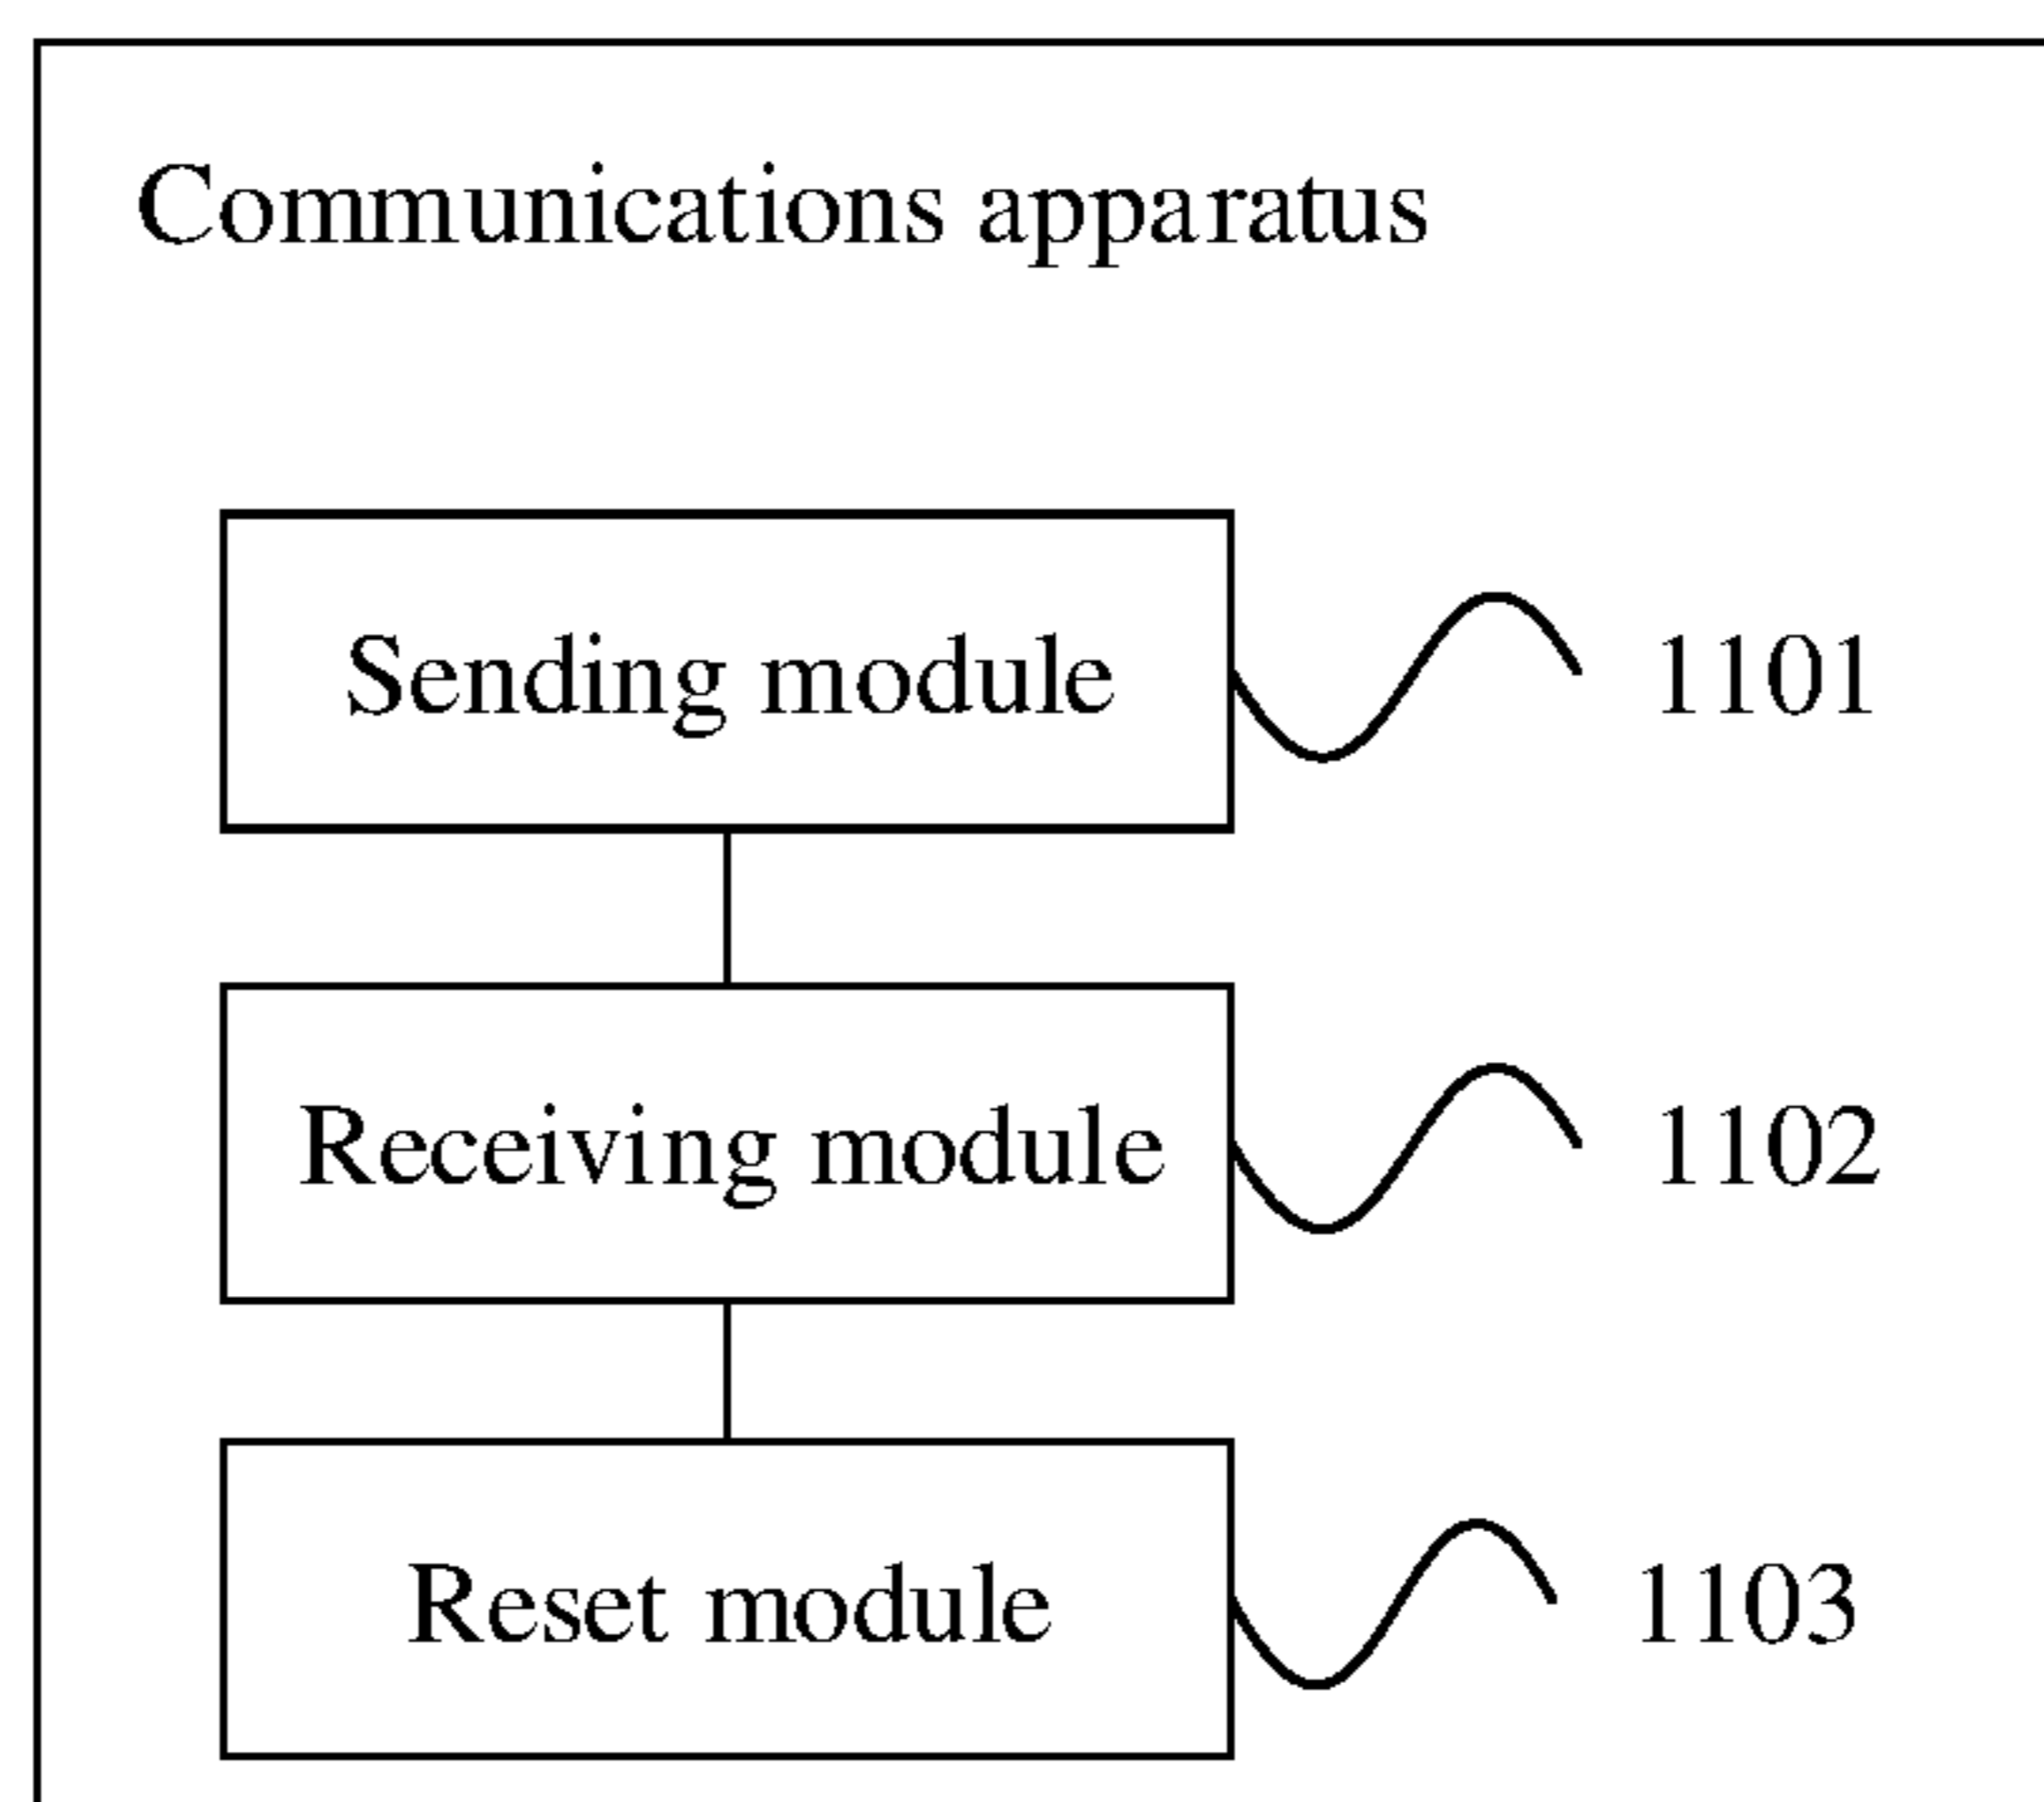 Communications apparatus
Sending module 1101
Receiving module 1102
Reset module 1103